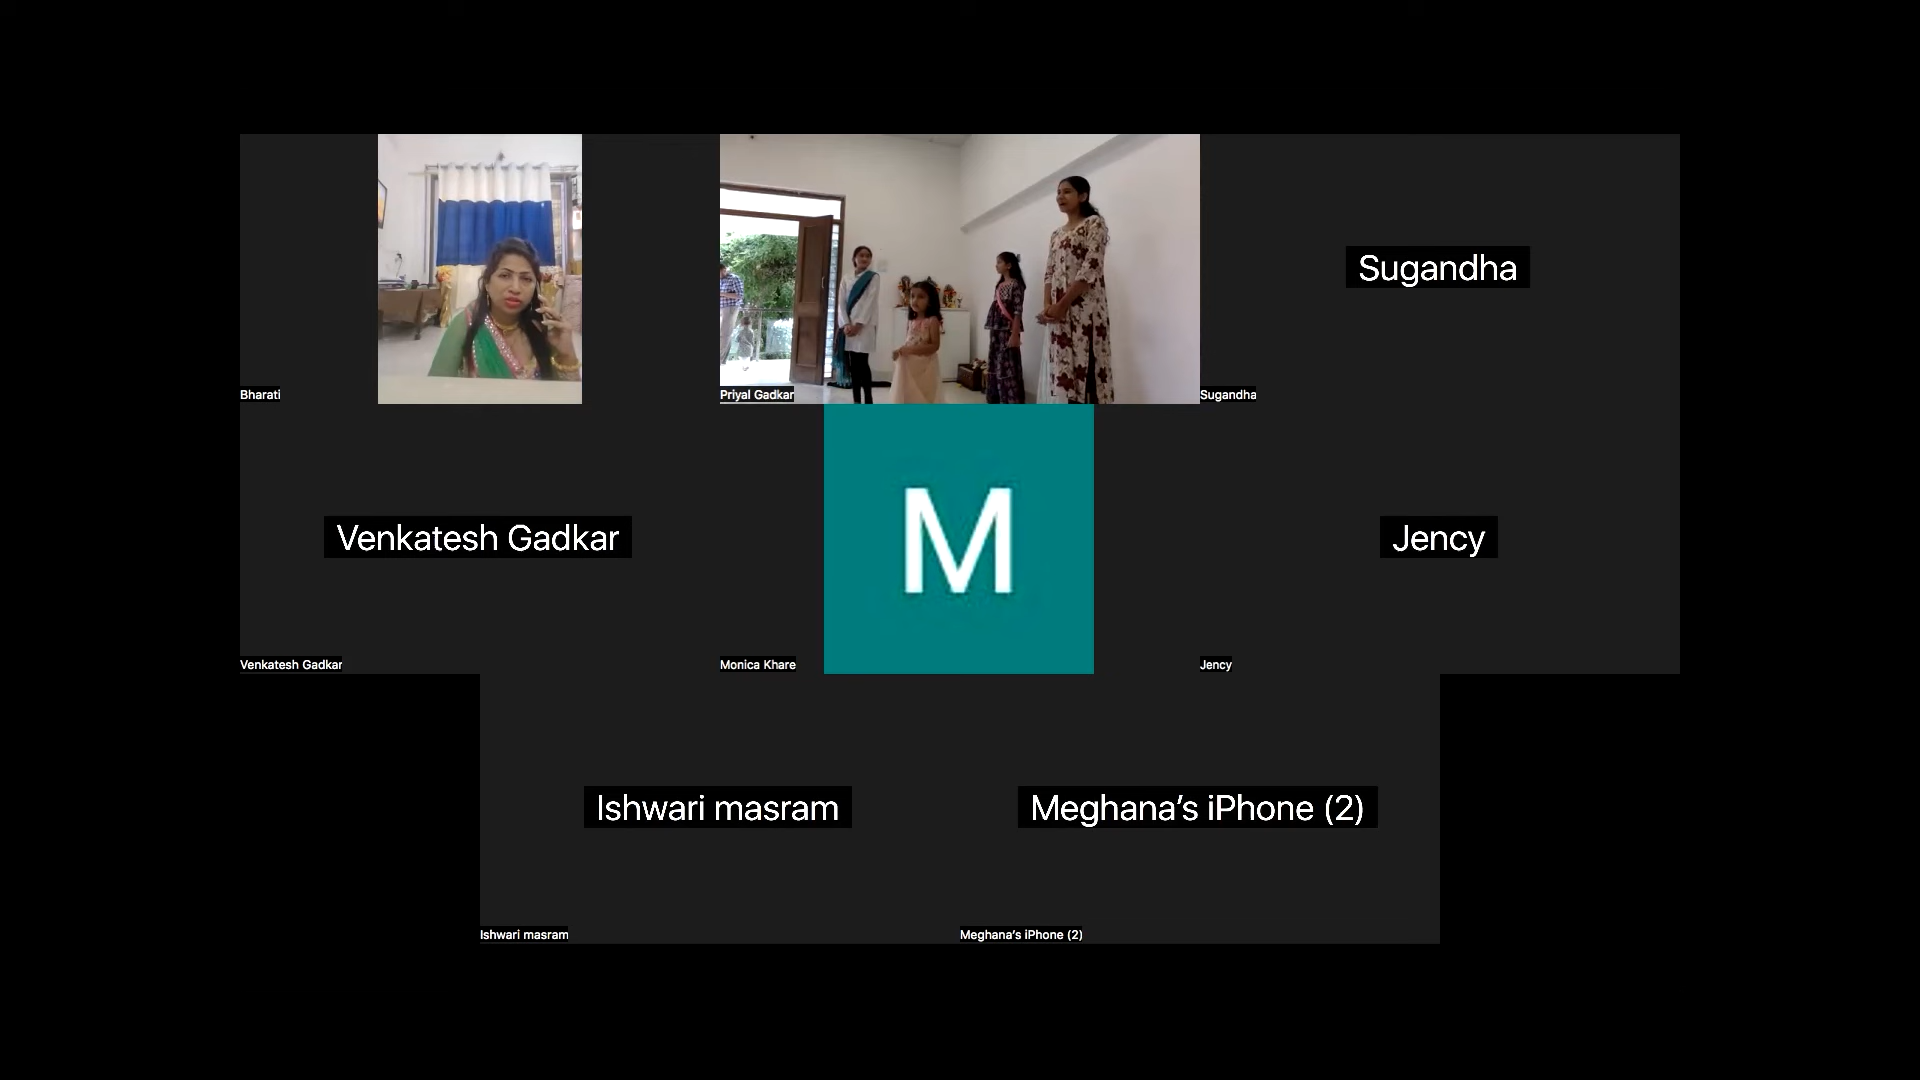 Sugandha
Bharati
Priyal Gadkar
Sugandha
Venkatesh Gadkar
M
Jency
Venkatesh Gadkar
Monica Khare
Jency
Ishwari masram
Meghana’s iPhone (2)
Ishwari masram
Meghana’s iPhone (2)